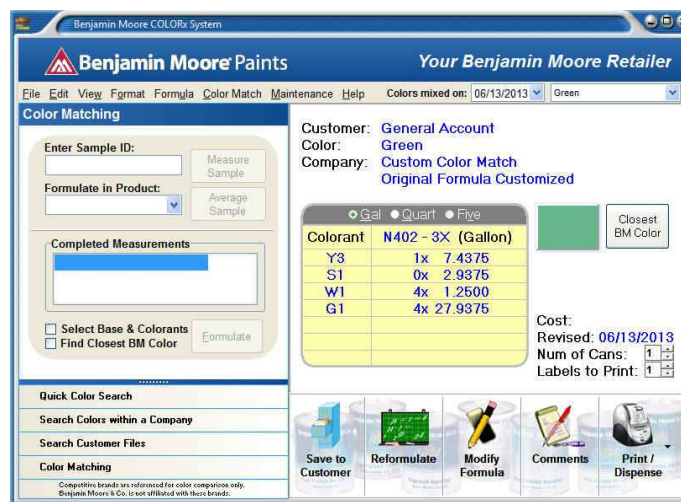 Benjamin Moore COLORx System
Benjamin Moore Paints
Your Benjamin Moore Retailer
File Edit View Format Formula Color Match Maintenance Help
Colors mixed on: 06/13/2013 Green
Color Matching
Enter Sample ID:
Measure Sample
Formulate in Product:
Average Sample
Completed Measurements
Select Base & Colorants
Find Closest BM Color
Formulate
Quick Color Search
Search Colors within a Company
Search Customer Files
Color Matching
Competitive brands are referenced for color comparison only.
Benjamin Moore & Co. is not affiliated with these brands.
Customer: General Account
Color: Green
Company: Custom Color Match
Original Formula Customized
Gal Quart Five
Colorant N402 - 3X (Gallon)
Y3 1x 7.4375
S1 0x 2.9375
W1 4x 1.2500
G1 4x 27.9375
Closest
BM Color
Cost:
Revised: 06/13/2013
Num of Cans: 1
Labels to Print: 1
Save to
Customer
Reformulate
Modify
Formula
Comments
Print /
Dispense